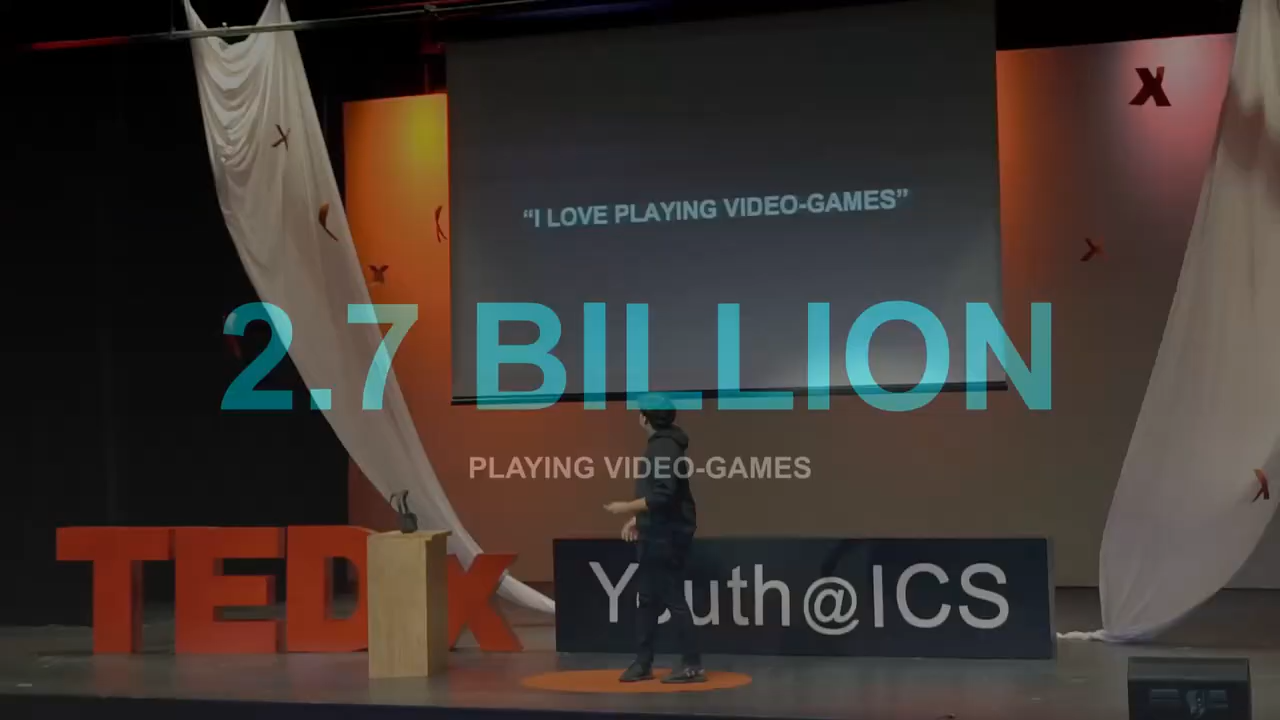 “I LOVE PLAYING VIDEO-GAMES”
2.7 BILLION
PLAYING VIDEO-GAMES
TEDx
Youth@ICS